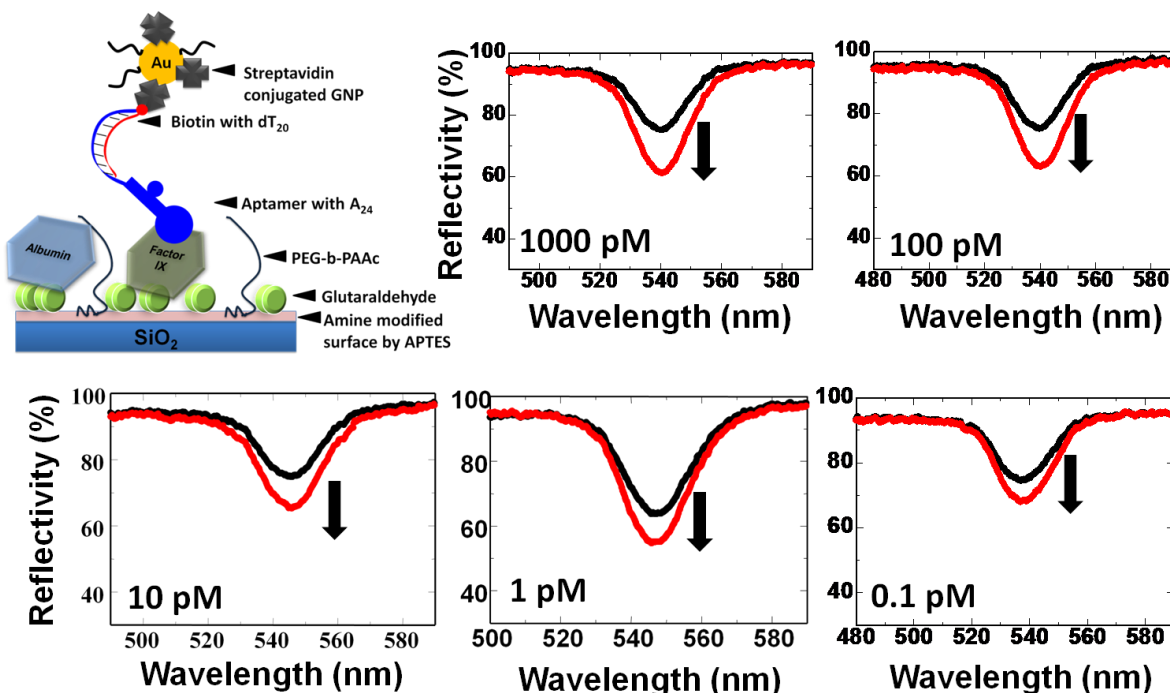 Au
Streptavidin
conjugated GNP
Biotin with dT20
Aptamer with A24
Albumin
Factor
IX
PEG-b-PAAc
Glutaraldehyde
Amine modified
surface by APTES
SiO2
Reflectivity (%)
100
80
60
40
1000 pM
500 520 540 560 580
Wavelength (nm)
100
80
60
40
100 pM
480 500 520 540 560 580
Wavelength (nm)
Reflectivity (%)
100
80
60
40
10 pM
500 520 540 560 580
Wavelength (nm)
100
80
60
40
1 pM
500 520 540 560 580
Wavelength (nm)
100
80
60
40
0.1 pM
480 500 520 540 560 580
Wavelength (nm)